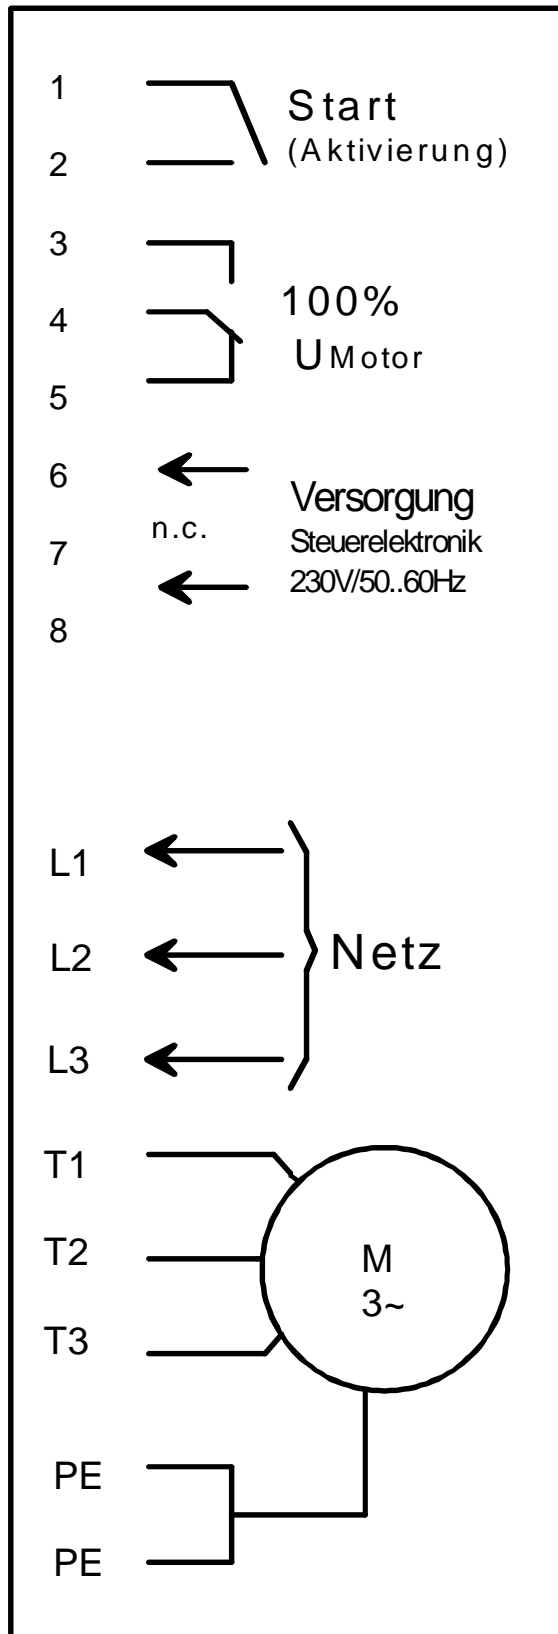 1
Start
2
(Aktivierung)
3
100%
4
UMotor
5
6
Versorgung
n.c.
Steuerelektronik
7
230V/50..60Hz
8
L1
L2
Netz
L3
T1
T2
M
3~
T3
PE
PE